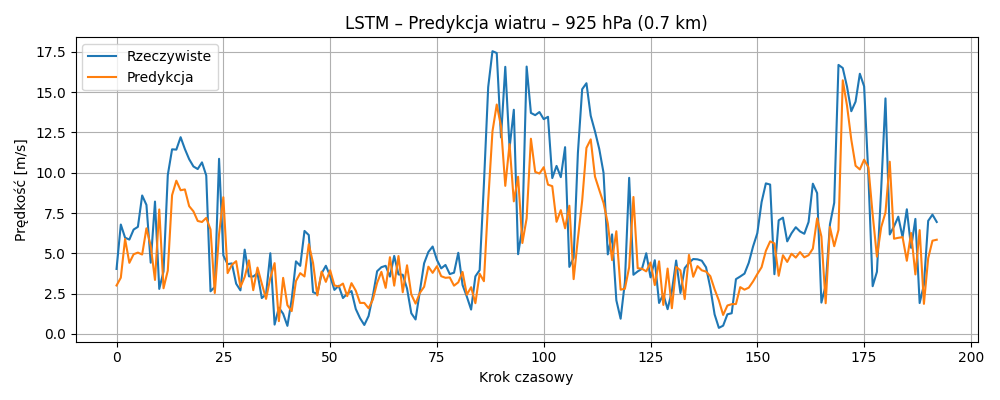 LSTM – Predykcja wiatru – 925 hPa (0.7 km)
Rzeczywiste
Predykcja
Prędkość [m/s]
17.5
15.0
12.5
10.0
7.5
5.0
2.5
0.0
0 25 50 75 100 125 150 175 200
Krok czasowy